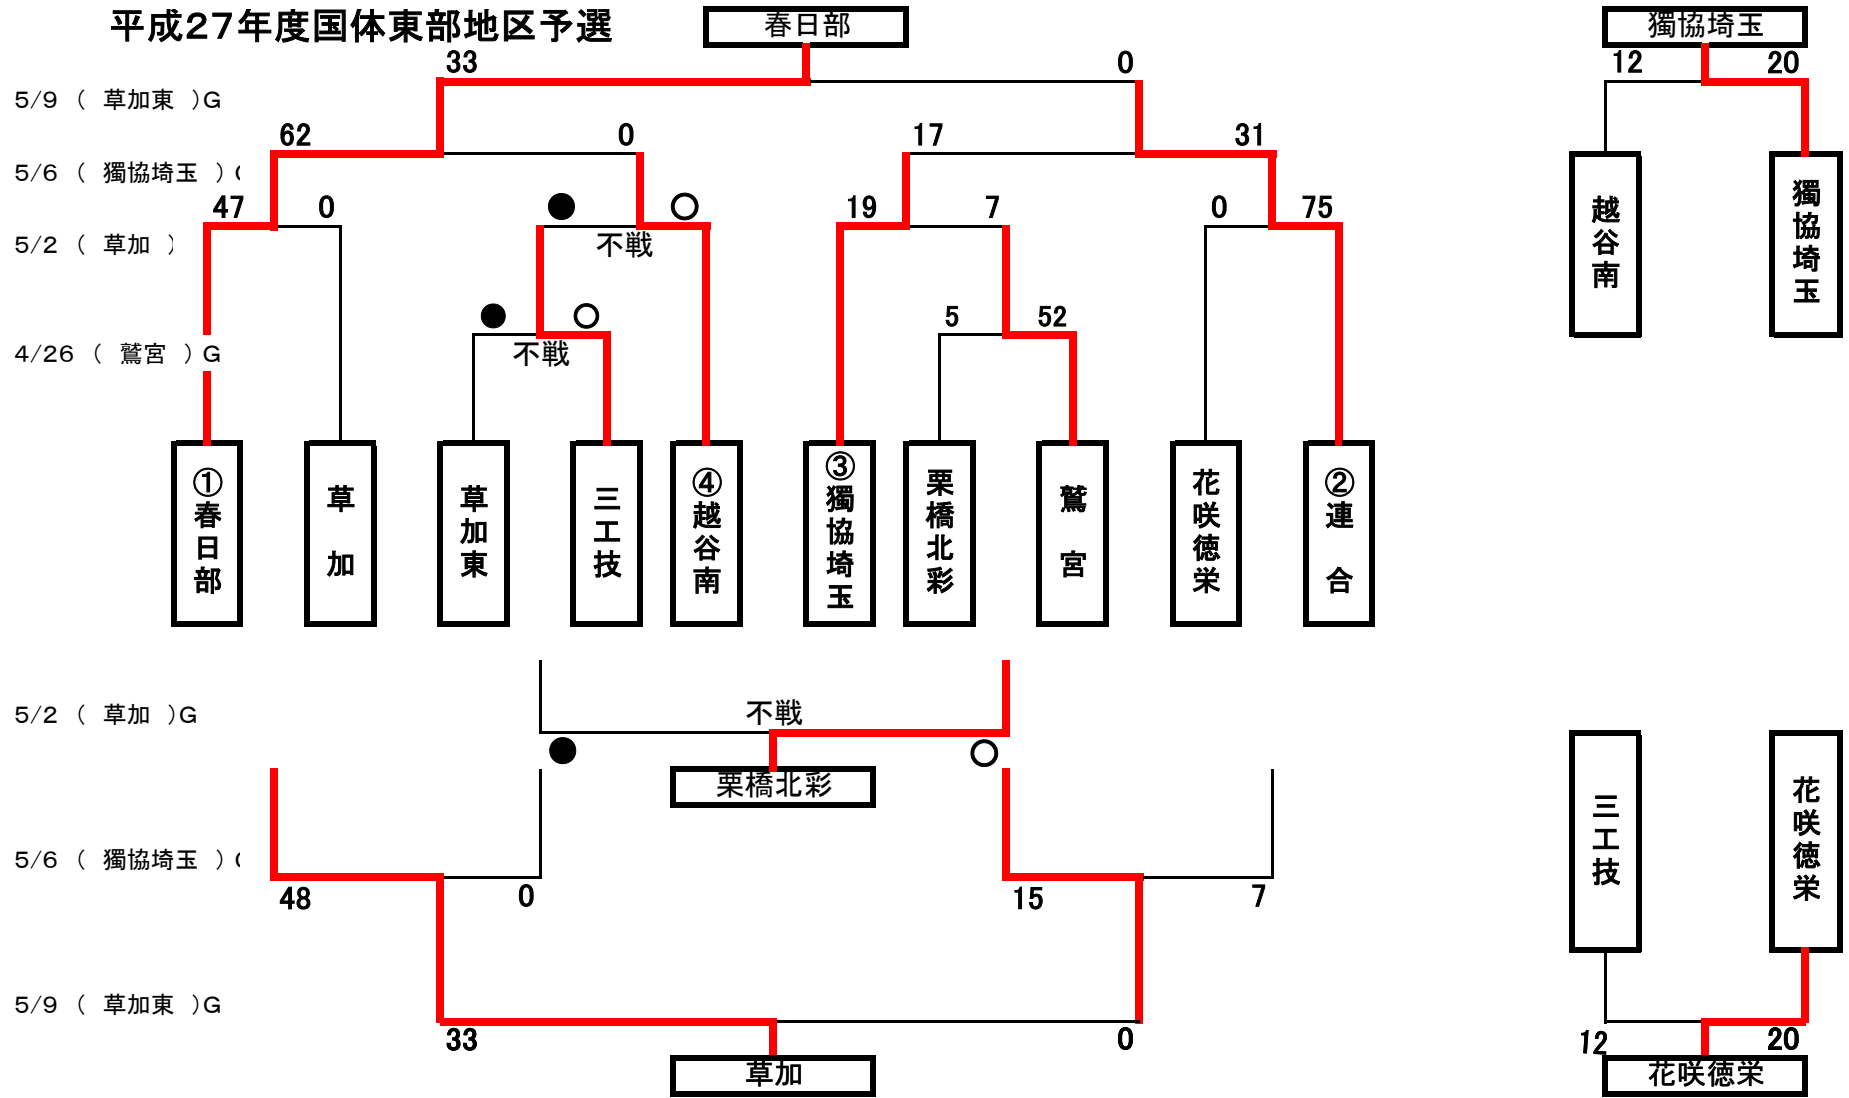 平成27年度国体東部地区予選
春日部
獨協埼玉
33
0
12
20
5/9 ( 草加東 )G
62
0
17
31
5/6 ( 獨協埼玉 )
47
0
●
○
19
7
0
75
5/2 ( 草加 )
不戦
●
○
5
52
4/26 ( 鷲宮 )G
不戦
越谷南
獨協埼玉
①春日部
草加
草加東
三工技
④越谷南
③獨協埼玉
栗橋北彩
鷲宮
花咲徳栄
②連合
5/2 ( 草加 )G
不戦
●
○
栗橋北彩
三工技
花咲徳栄
5/6 ( 獨協埼玉 )
48
0
15
7
5/9 ( 草加東 )G
33
0
12
20
草加
花咲徳栄